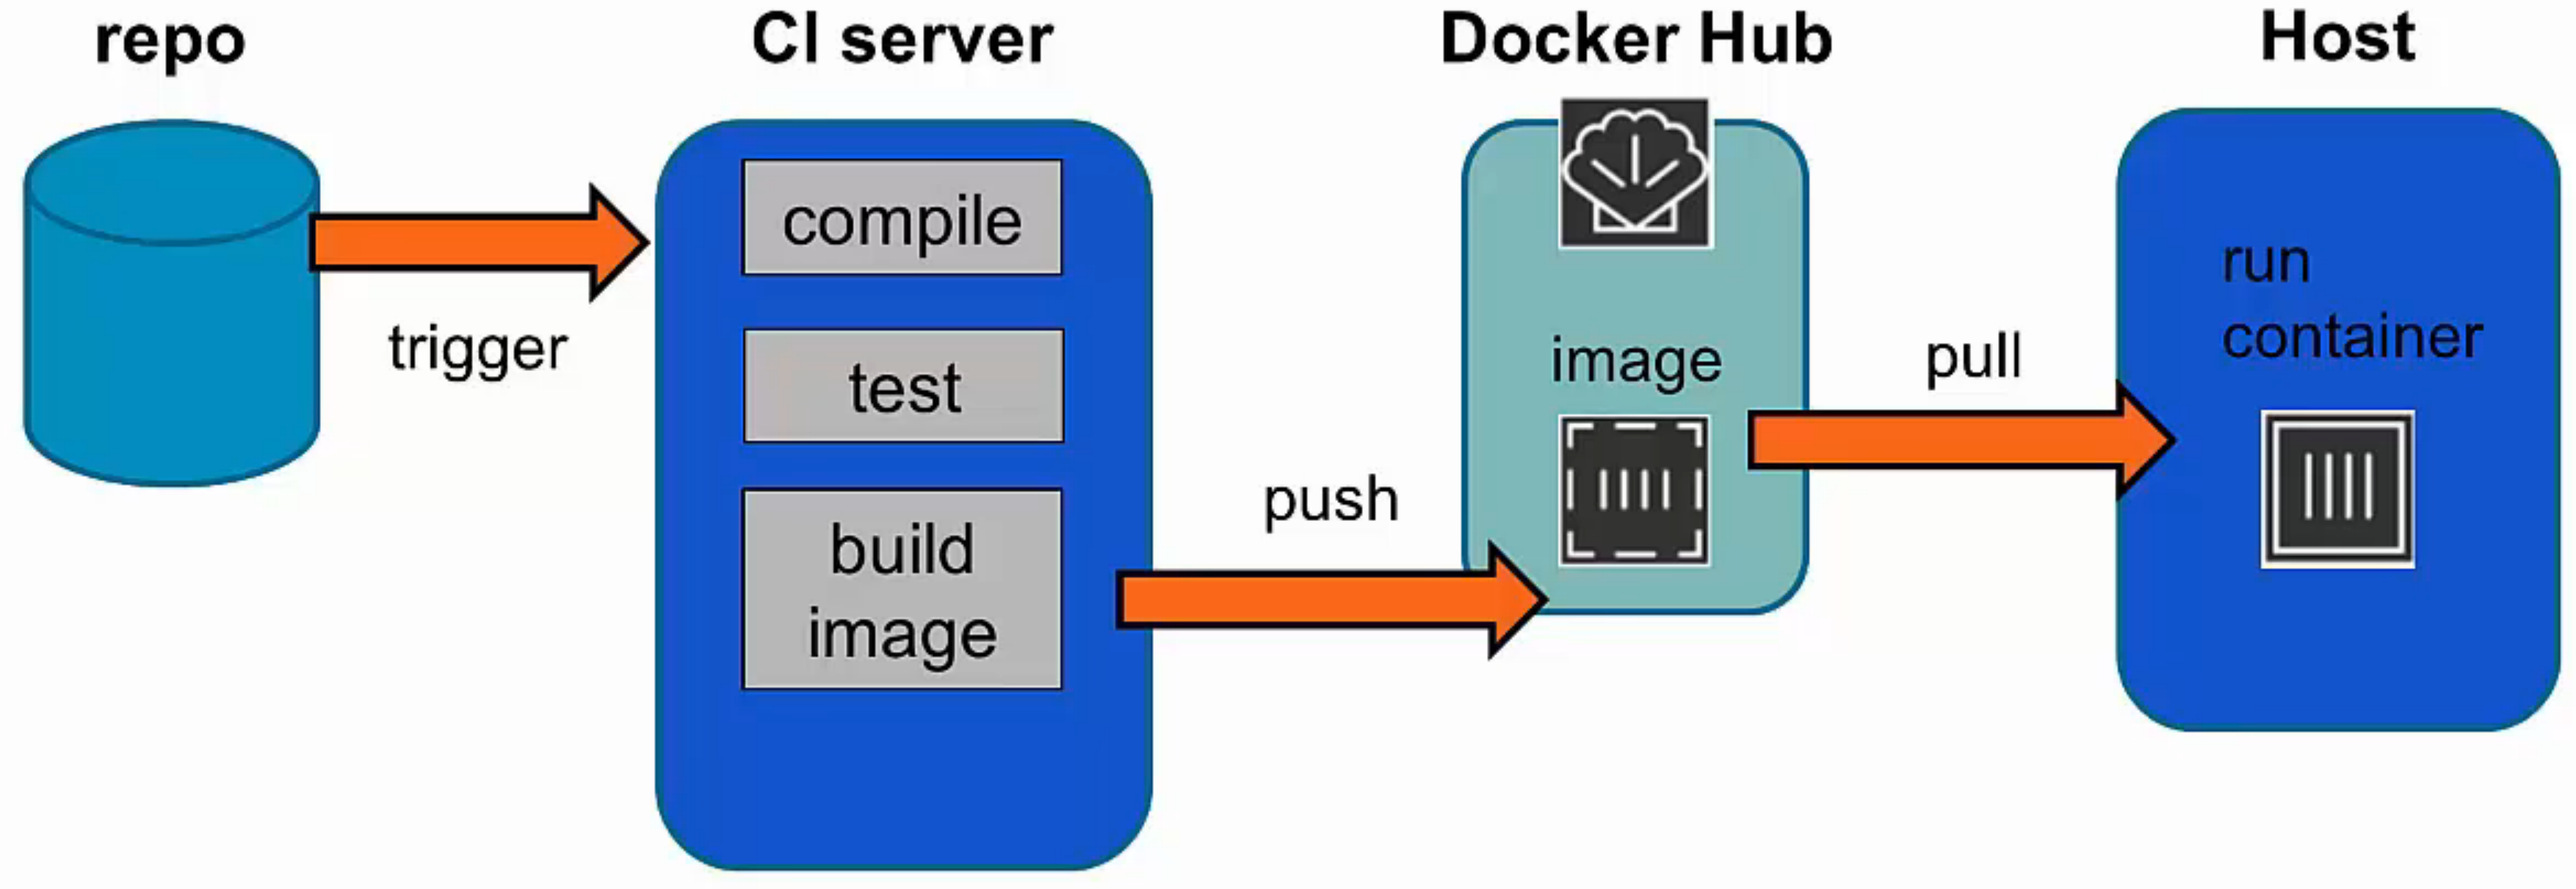 repo
CI server
Docker Hub
Host
compile
trigger
test
build
image
push
image
pull
run
container